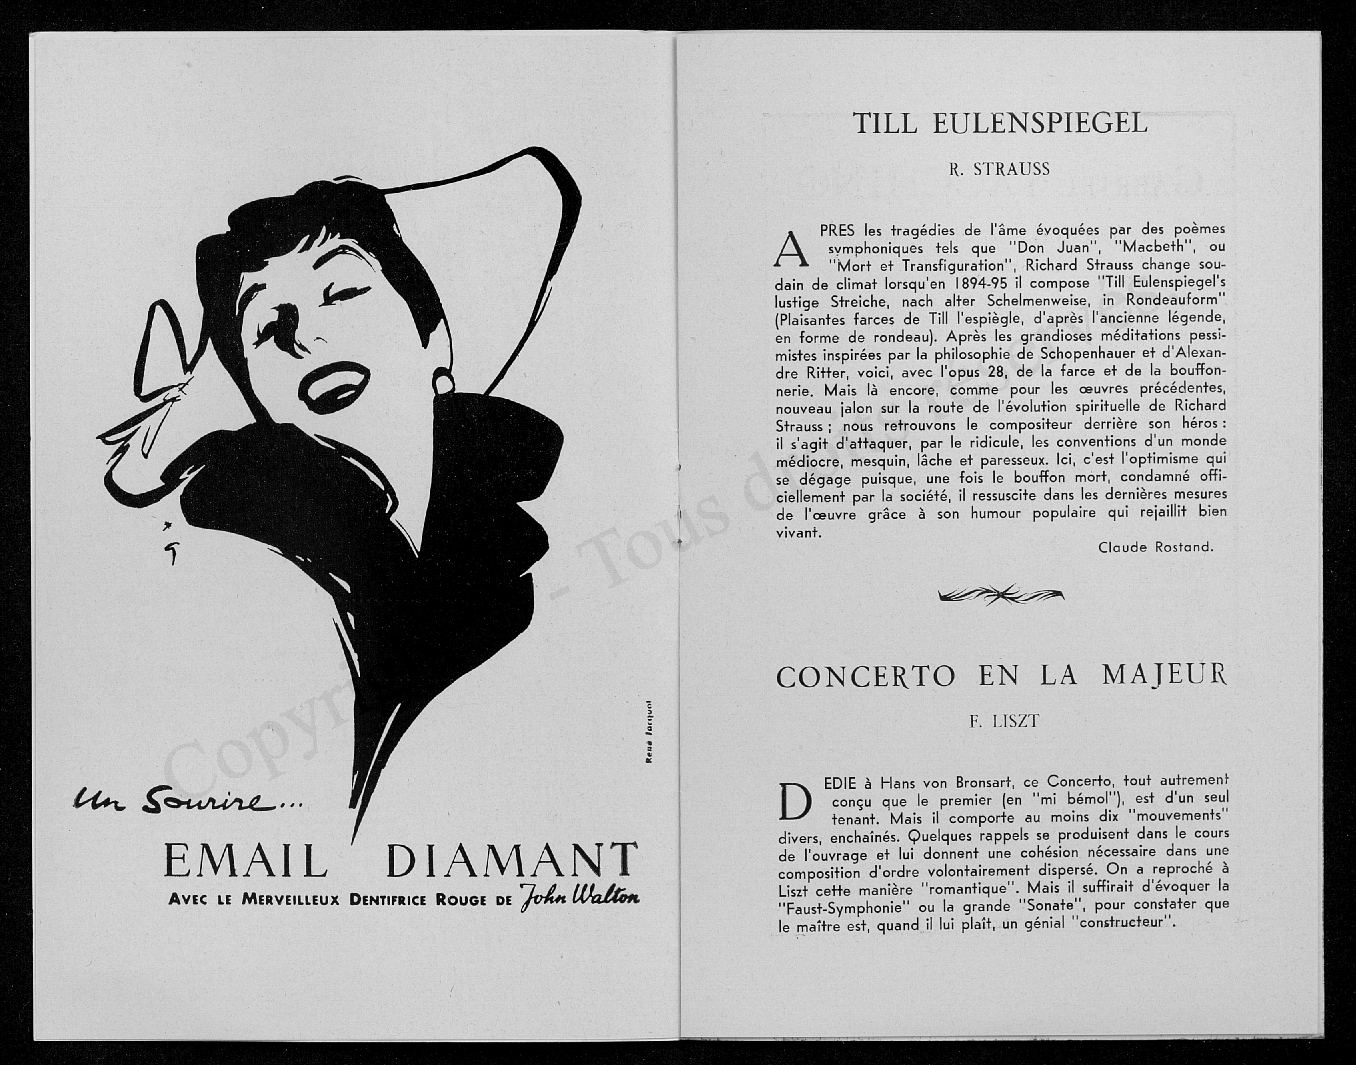 Un Sourire...
EMAIL DIAMANT
AVEC LE MERVEILLEUX DENTIFRICE ROUGE DE John Walton
René Jacquot
TILL EULENSPIEGEL
R. STRAUSS
APRES les tragédies de l'âme évoquées par des poèmes
symphoniques tels que "Don Juan", "Macbeth", ou
"Mort et Transfiguration", Richard Strauss change sou-
dain de climat lorsqu'en 1894-95 il compose "Till Eulenspiegel's
lustige Streiche, nach alter Schelmenweise, in Rondeauform"
(Plaisantes farces de Till l'espiègle, d'après l'ancienne légende,
en forme de rondeau). Après les grandioses méditations pessi-
mistes inspirées par la philosophie de Schopenhauer et d'Alexan-
dre Ritter, voici, avec l'opus 28, de la farce et de la bouffon-
nerie. Mais là encore, comme pour les œuvres précédentes,
nouveau jalon sur la route de l'évolution spirituelle de Richard
Strauss ; nous retrouvons le compositeur derrière son héros :
il s'agit d'attaquer, par le ridicule, les conventions d'un monde
médiocre, mesquin, lâche et paresseux. Ici, c'est l'optimisme qui
se dégage puisque, une fois le bouffon mort, condamné offi-
ciellement par la société, il ressuscite dans les dernières mesures
de l'œuvre grâce à son humour populaire qui rejaillit bien
vivant.
Claude Rostand.
CONCERTO EN LA MAJEUR
F. LISZT
DEDIE à Hans von Bronsart, ce Concerto, tout autrement
conçu que le premier (en "mi bémol"), est d'un seul
tenant. Mais il comporte au moins dix "mouvements"
divers, enchaînés. Quelques rappels se produisent dans le cours
de l'ouvrage et lui donnent une cohésion nécessaire dans une
composition d'ordre volontairement dispersé. On a reproché à
Liszt cette manière "romantique". Mais il suffirait d'évoquer la
"Faust-Symphonie" ou la grande "Sonate", pour constater que
le maître est, quand il lui plaît, un génial "constructeur".
- Tous